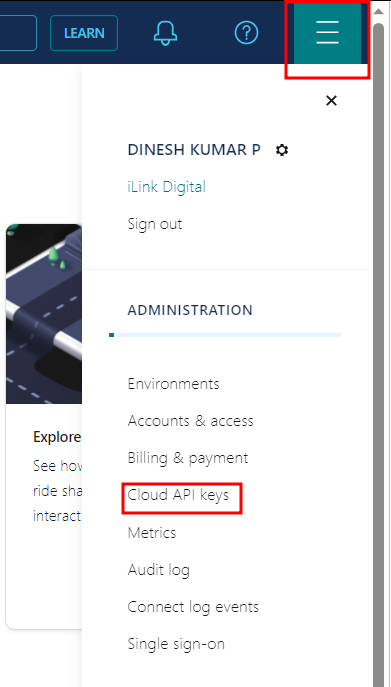 LEARN
DINESH KUMAR P
iLink Digital
Sign out
ADMINISTRATION
Environments
Accounts & access
Billing & payment
Cloud API keys
Metrics
Audit log
Connect log events
Single sign-on
Explore
See how
ride sha
interact